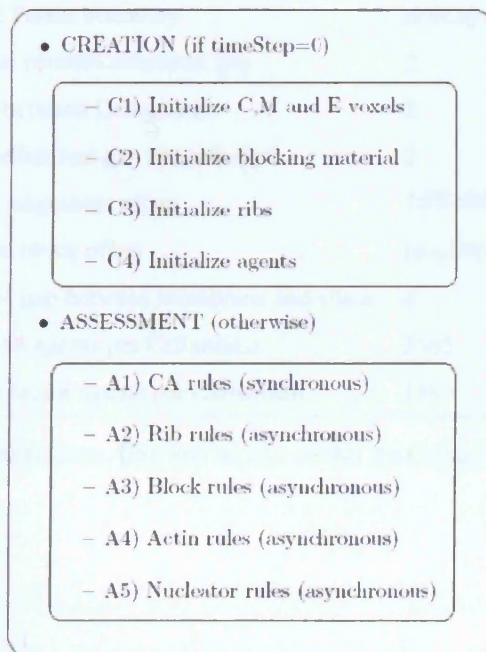 • CREATION (if timeStep=0)
– C1) Initialize C,M and E voxels
– C2) Initialize blocking material
– C3) Initialize ribs
– C4) Initialize agents
• ASSESSMENT (otherwise)
– A1) CA rules (synchronous)
– A2) Rib rules (asynchronous)
– A3) Block rules (asynchronous)
– A4) Actin rules (asynchronous)
– A5) Nucleator rules (asynchronous)